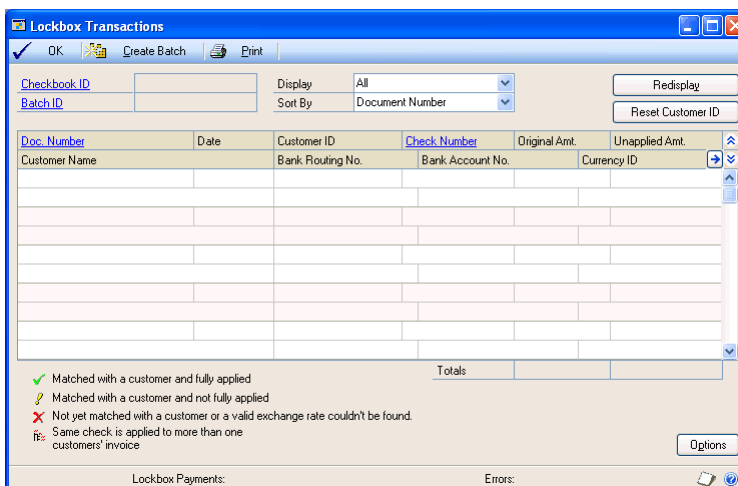 Lockbox Transactions
OK Create Batch Print
Checkbook ID Display All Redisplay
Batch ID Sort By Document Number Reset Customer ID
Doc. Number Date Customer ID Check Number Original Amt. Unapplied Amt.
Customer Name Bank Routing No. Bank Account No. Currency ID
Totals
Matched with a customer and fully applied
Matched with a customer and not fully applied
Not yet matched with a customer or a valid exchange rate couldn't be found.
Same check is applied to more than one
customers' invoice
Options
Lockbox Payments: Errors: